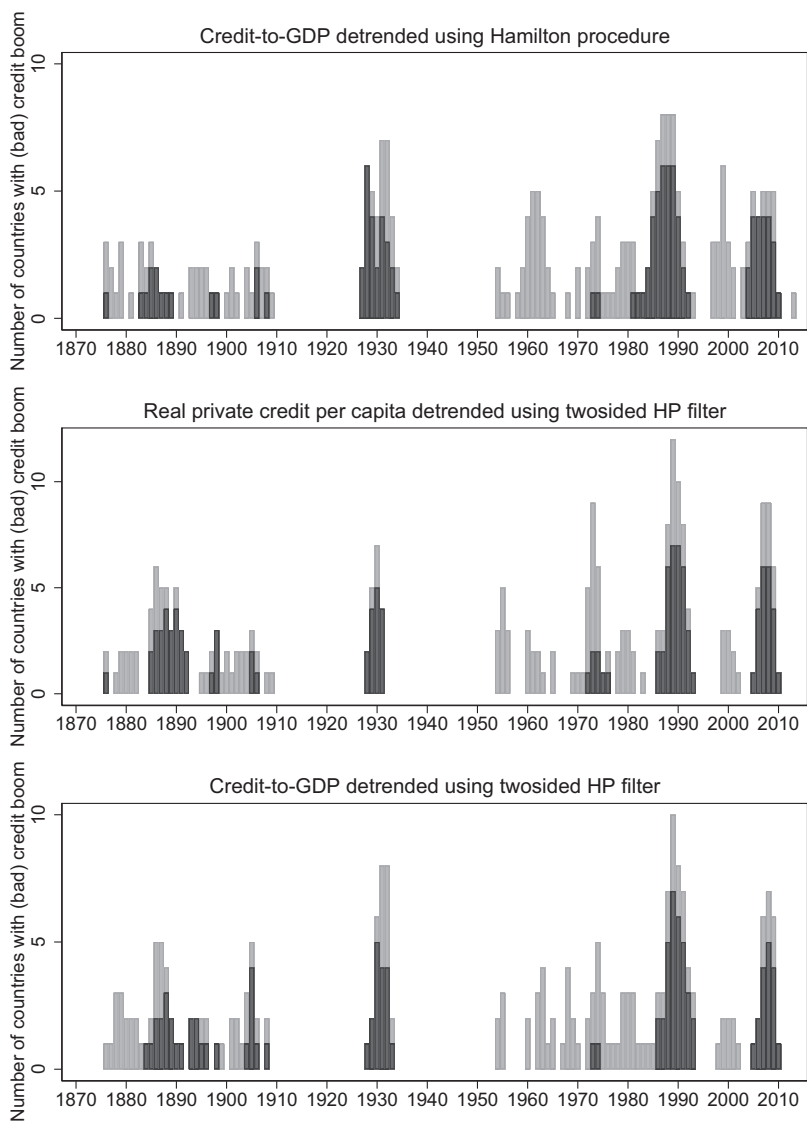 Credit-to-GDP detrended using Hamilton procedure
Number of countries with (bad) credit boom
10
5
0
1870 1880 1890 1900 1910 1920 1930 1940 1950 1960 1970 1980 1990 2000 2010
Real private credit per capita detrended using twosided HP filter
Number of countries with (bad) credit boom
10
5
0
1870 1880 1890 1900 1910 1920 1930 1940 1950 1960 1970 1980 1990 2000 2010
Credit-to-GDP detrended using twosided HP filter
Number of countries with (bad) credit boom
10
5
0
1870 1880 1890 1900 1910 1920 1930 1940 1950 1960 1970 1980 1990 2000 2010